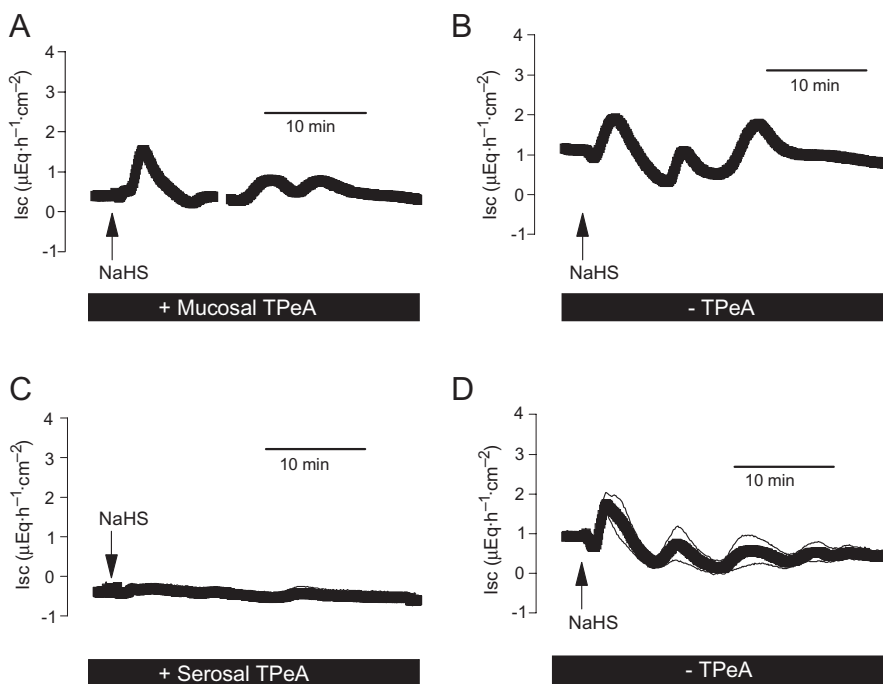 A
Isc (µEq·h⁻¹·cm⁻²)
4
3
2
1
0
-1
10 min
NaHS
+ Mucosal TPeA
B
Isc (µEq·h⁻¹·cm⁻²)
4
3
2
1
0
-1
10 min
NaHS
- TPeA
C
Isc (µEq·h⁻¹·cm⁻²)
4
3
2
1
0
-1
10 min
NaHS
+ Serosal TPeA
D
Isc (µEq·h⁻¹·cm⁻²)
4
3
2
1
0
-1
10 min
NaHS
- TPeA